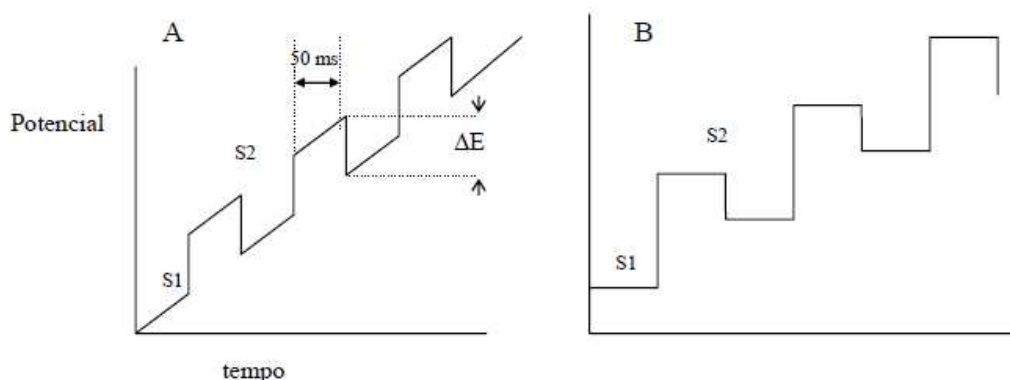 A
B
50 ms
Potencial
ΔE
S2
S2
S1
S1
tempo